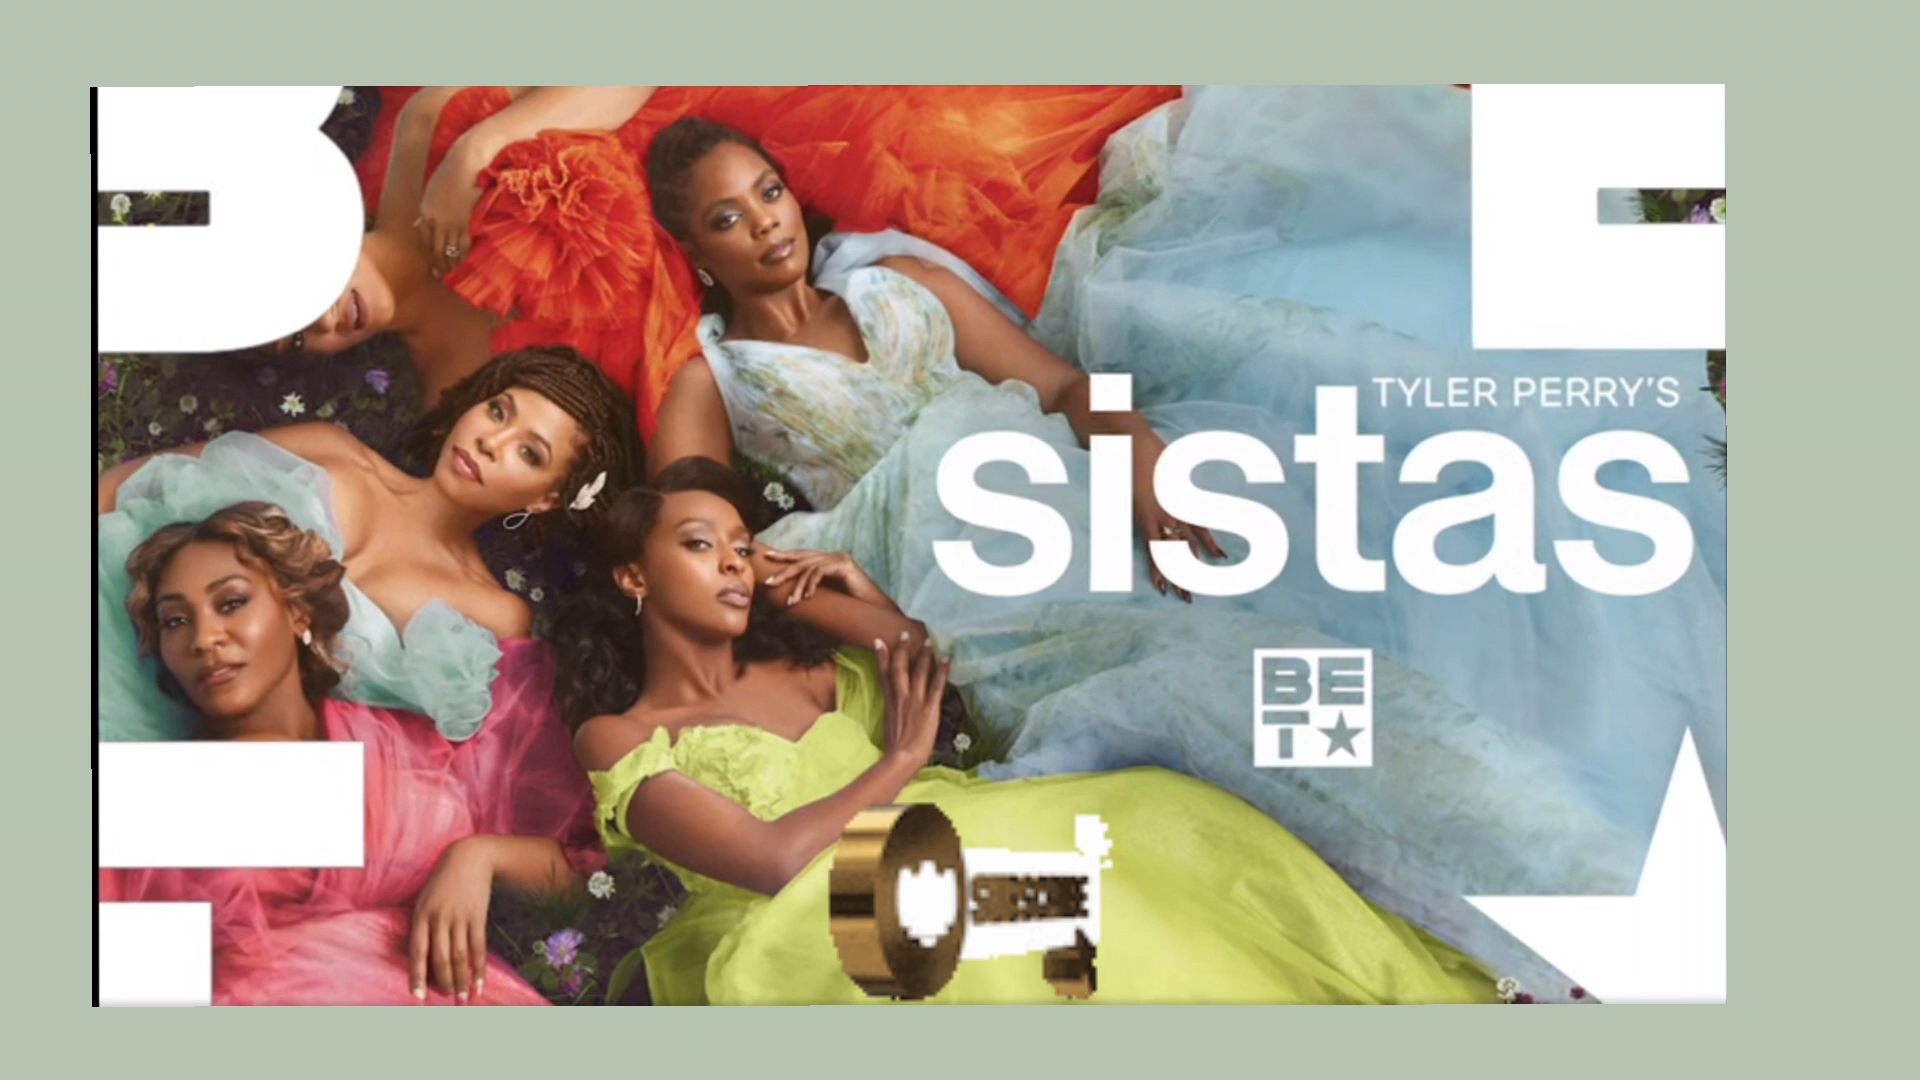 B E
TYLER PERRY'S
sistas
BE
T★
T